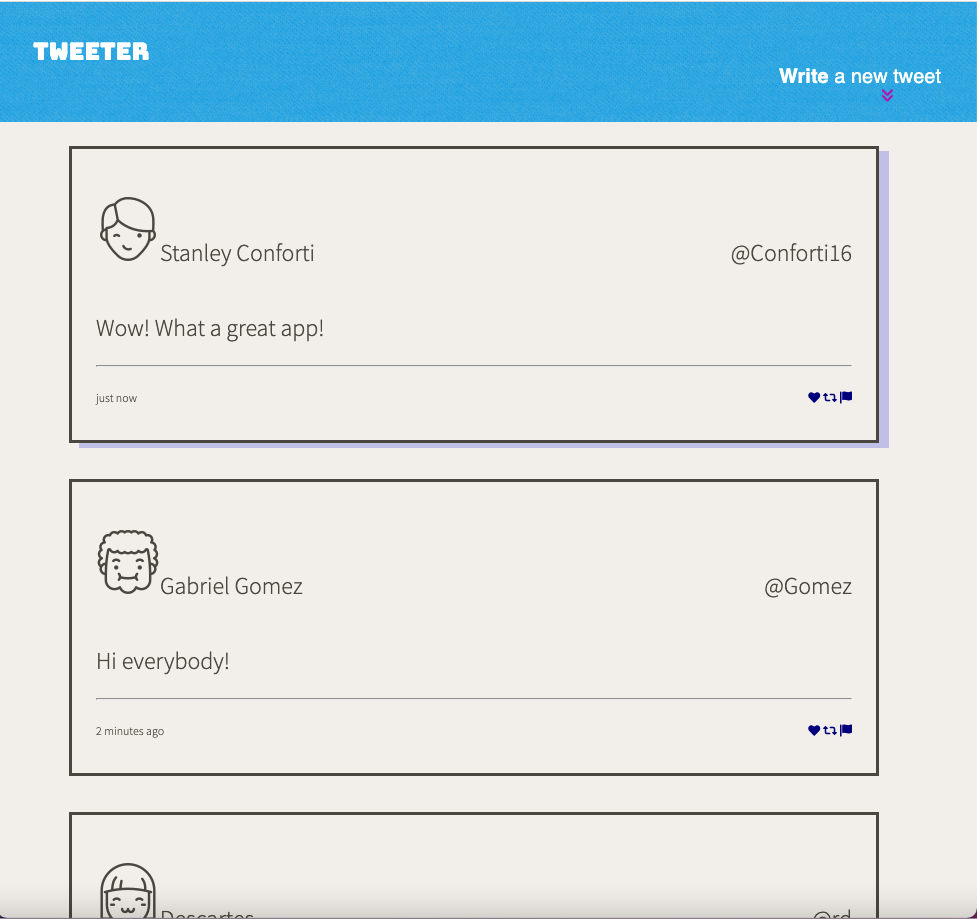 TWEETER
Write a new tweet
Stanley Conforti @Conforti16
Wow! What a great app!
just now
Gabriel Gomez @Gomez
Hi everybody!
2 minutes ago
Descartes @rd